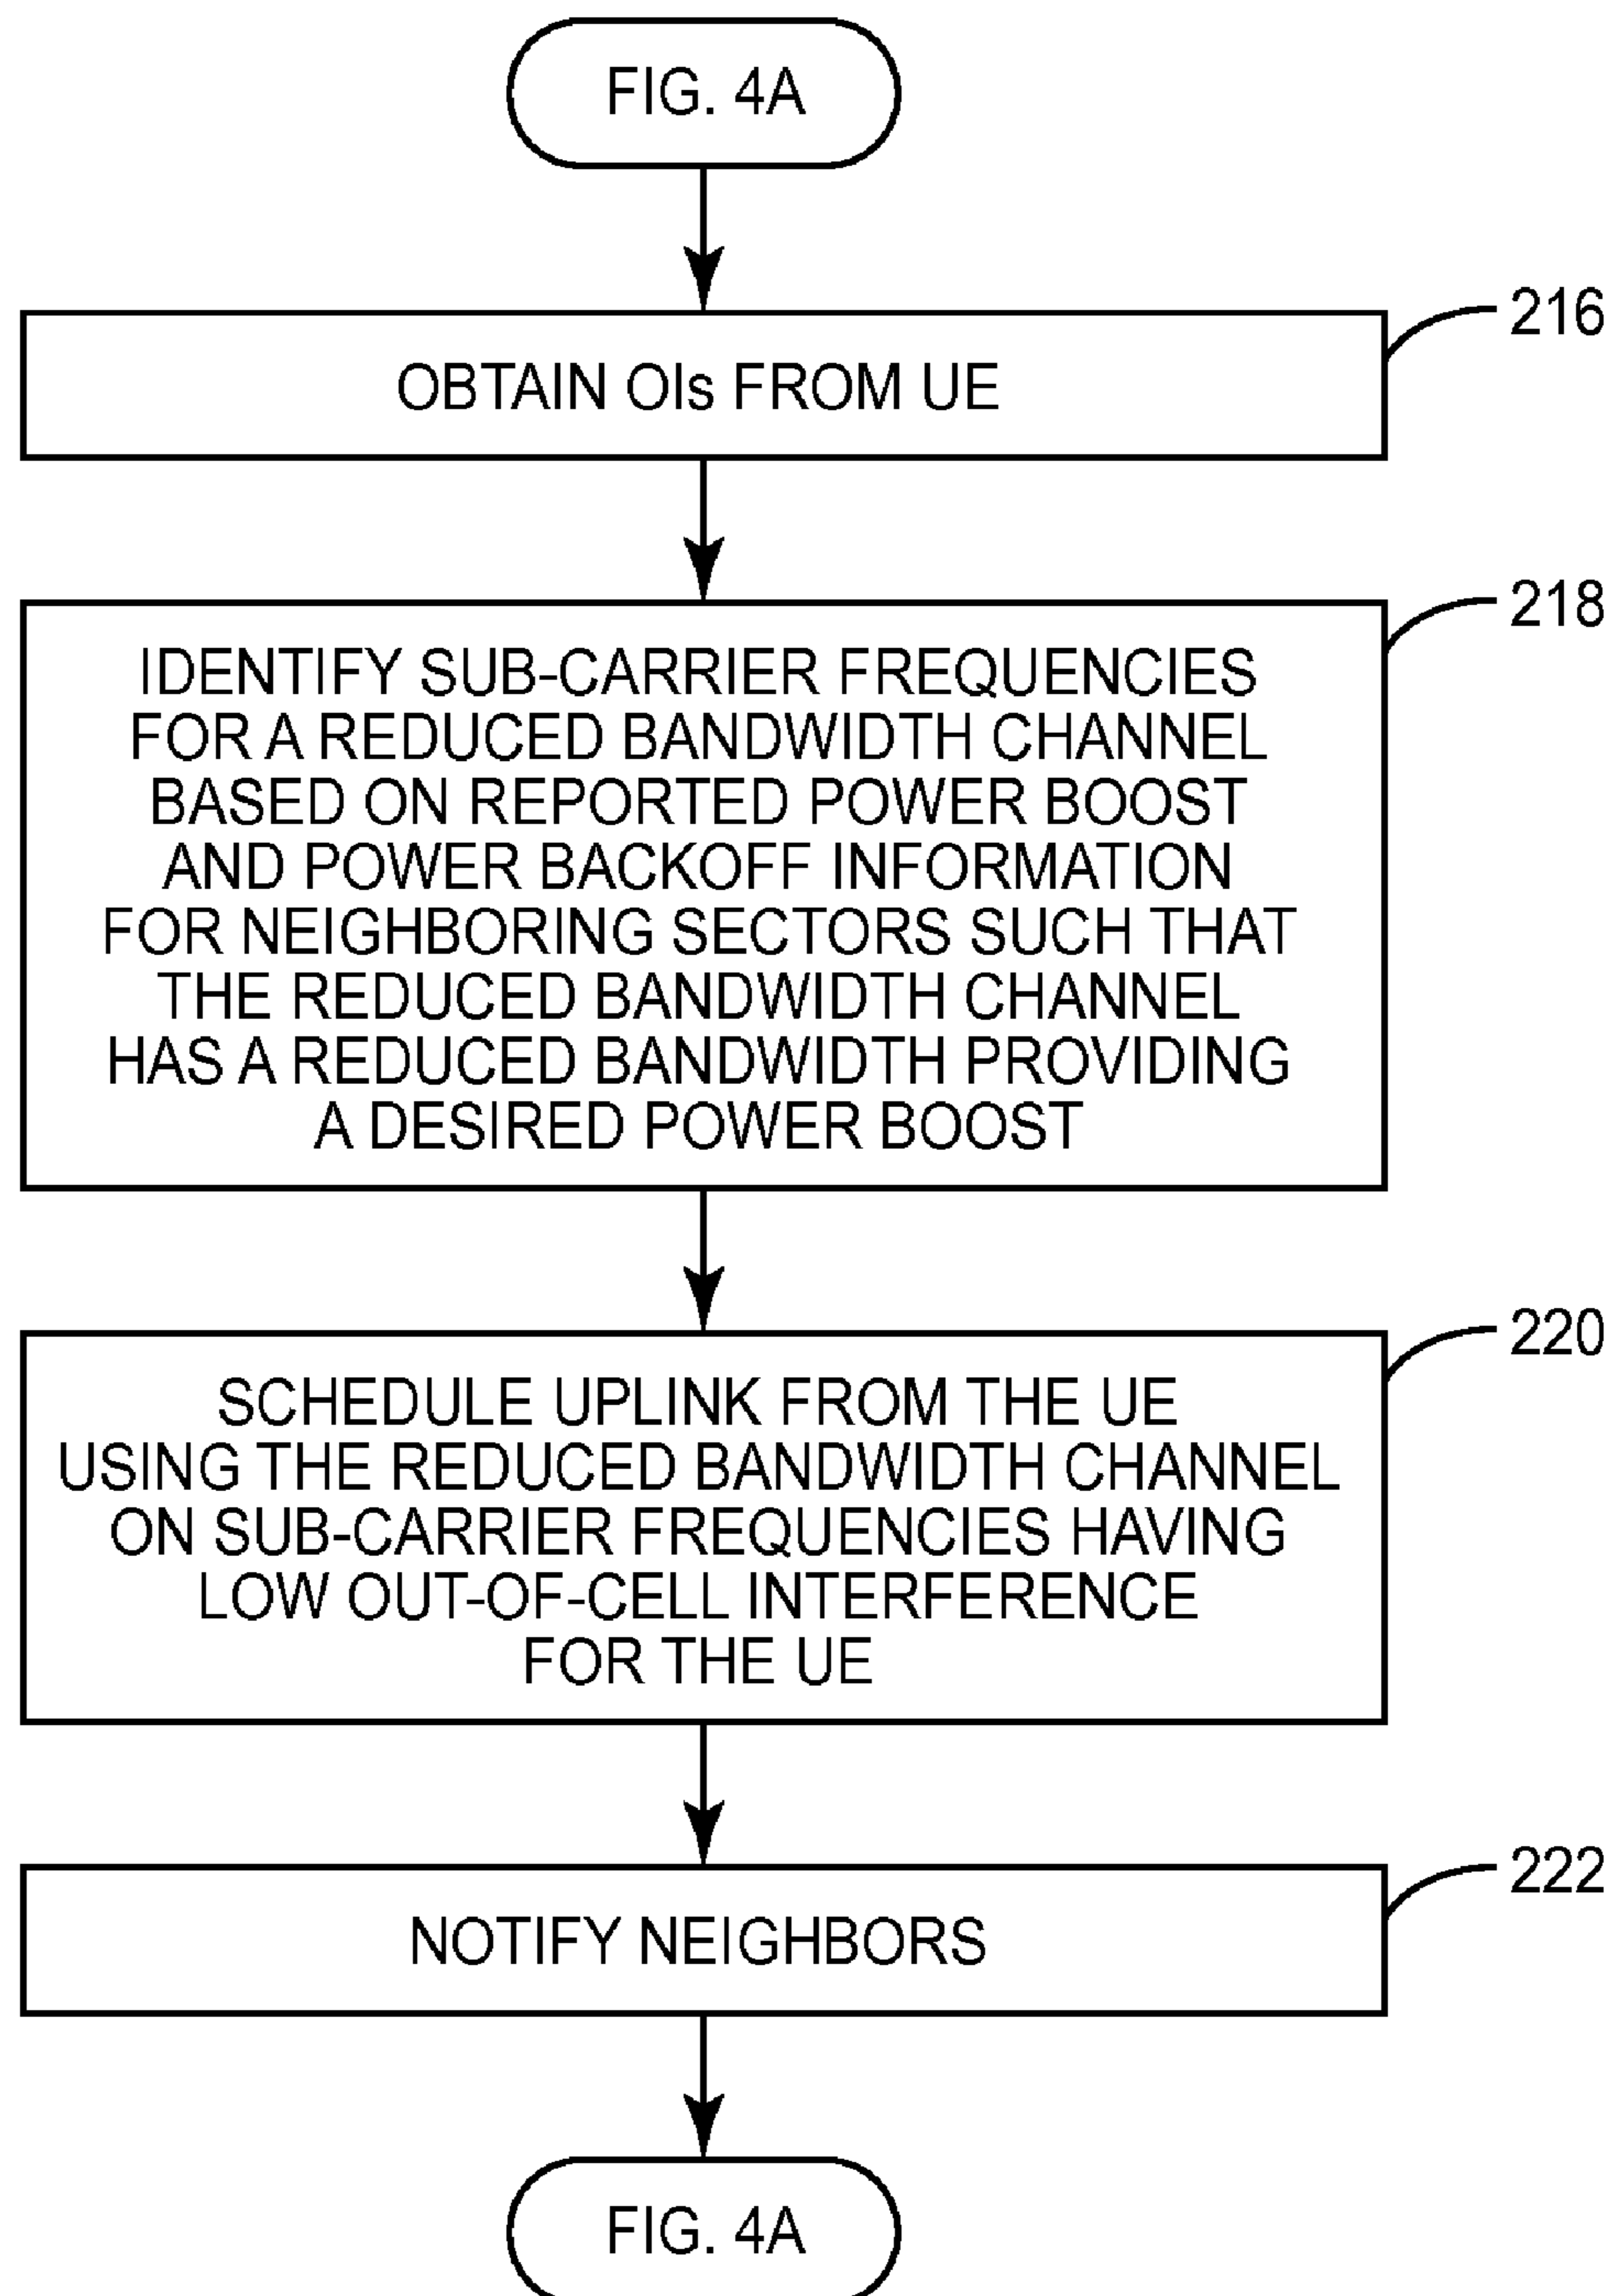 FIG. 4A
216
OBTAIN OIs FROM UE
218
IDENTIFY SUB-CARRIER FREQUENCIES
FOR A REDUCED BANDWIDTH CHANNEL
BASED ON REPORTED POWER BOOST
AND POWER BACKOFF INFORMATION
FOR NEIGHBORING SECTORS SUCH THAT
THE REDUCED BANDWIDTH CHANNEL
HAS A REDUCED BANDWIDTH PROVIDING
A DESIRED POWER BOOST
220
SCHEDULE UPLINK FROM THE UE
USING THE REDUCED BANDWIDTH CHANNEL
ON SUB-CARRIER FREQUENCIES HAVING
LOW OUT-OF-CELL INTERFERENCE
FOR THE UE
222
NOTIFY NEIGHBORS
FIG. 4A